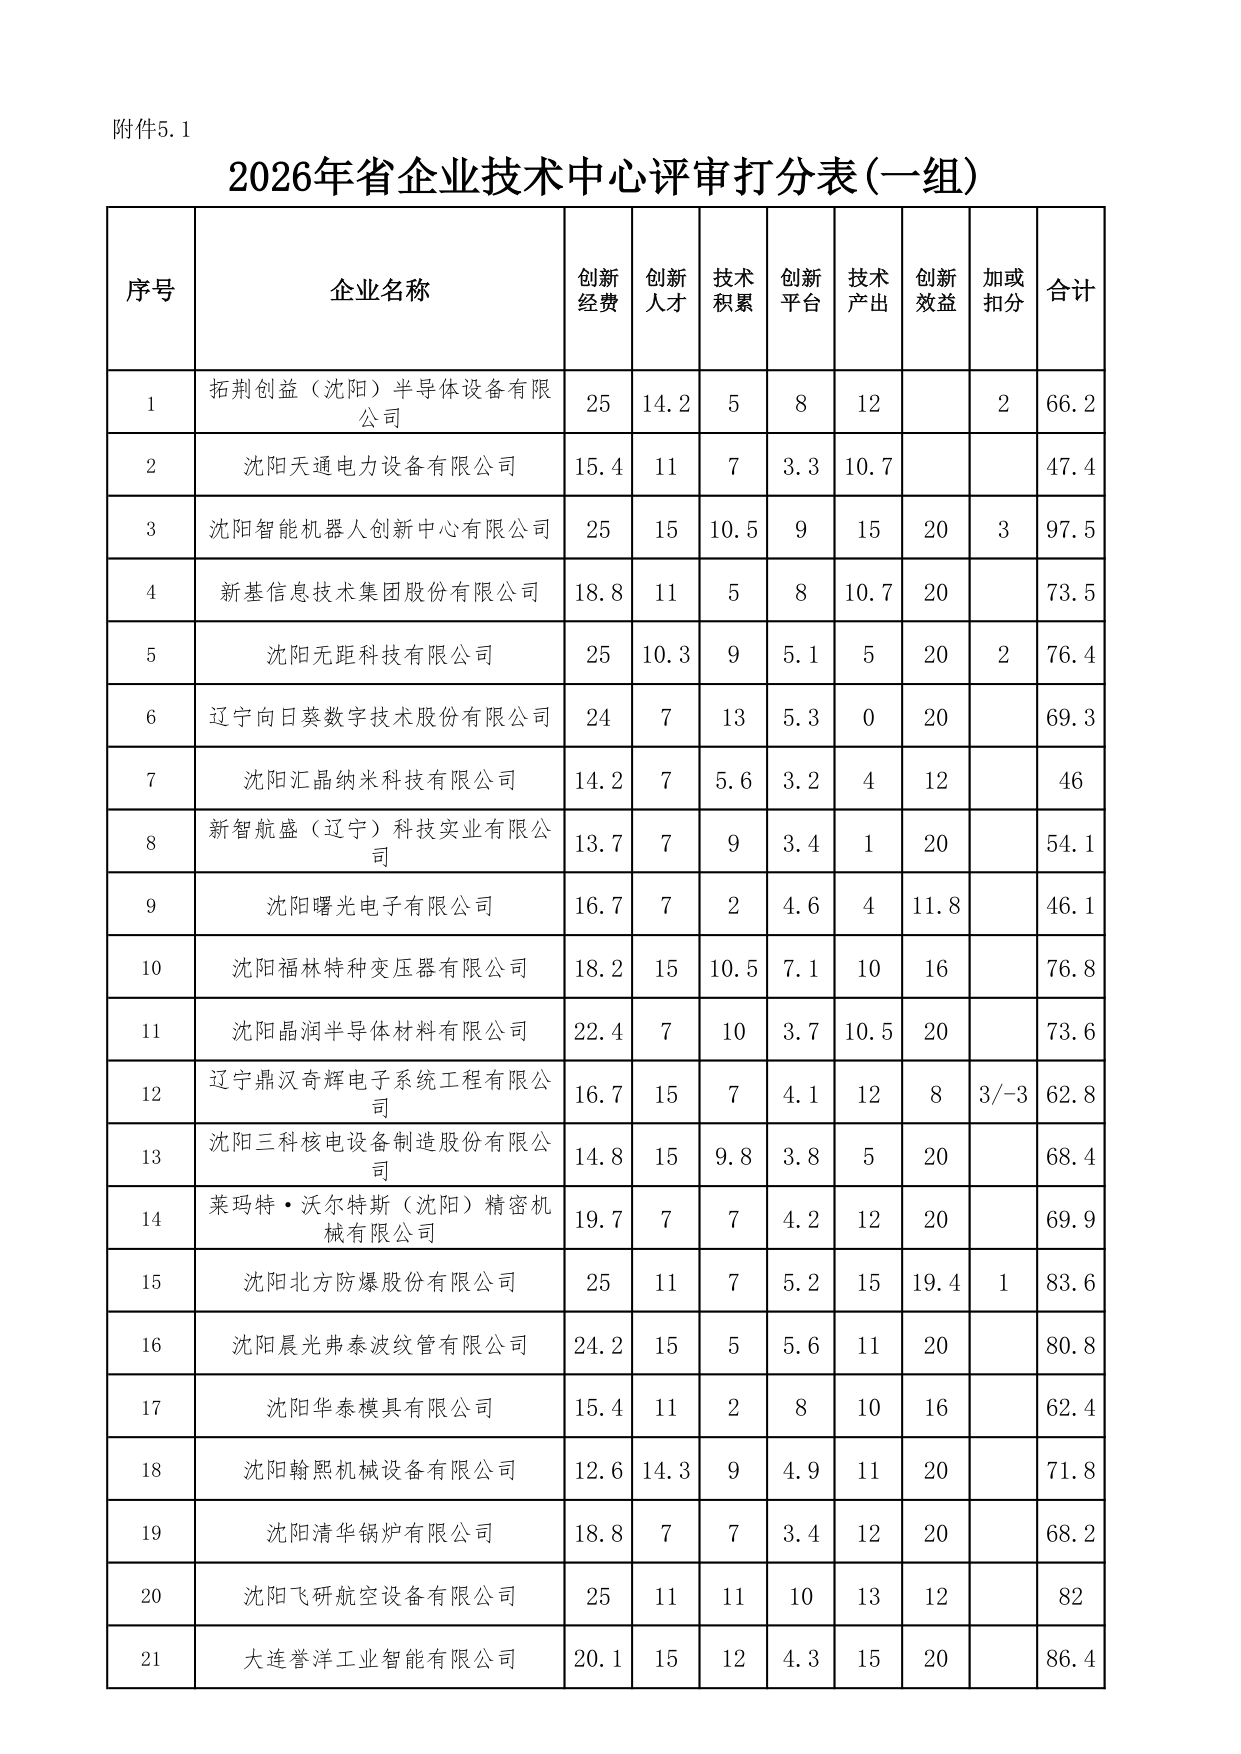 附件5.1
2026年省企业技术中心评审打分表(一组)
序号 企业名称 创新经费 创新人才 技术积累 创新平台 技术产出 创新效益 加或扣分 合计
1 拓荆创益（沈阳）半导体设备有限公司 25 14.2 5 8 12 2 66.2
2 沈阳天通电力设备有限公司 15.4 11 7 3.3 10.7 47.4
3 沈阳智能机器人创新中心有限公司 25 15 10.5 9 15 20 3 97.5
4 新基信息技术集团股份有限公司 18.8 11 5 8 10.7 20 73.5
5 沈阳无距科技有限公司 25 10.3 9 5.1 5 20 2 76.4
6 辽宁向日葵数字技术股份有限公司 24 7 13 5.3 0 20 69.3
7 沈阳汇晶纳米科技有限公司 14.2 7 5.6 3.2 4 12 46
8 新智航盛（辽宁）科技实业有限公司 13.7 7 9 3.4 1 20 54.1
9 沈阳曙光电子有限公司 16.7 7 2 4.6 4 11.8 46.1
10 沈阳福林特种变压器有限公司 18.2 15 10.5 7.1 10 16 76.8
11 沈阳晶润半导体材料有限公司 22.4 7 10 3.7 10.5 20 73.6
12 辽宁鼎汉奇辉电子系统工程有限公司 16.7 15 7 4.1 12 8 3/-3 62.8
13 沈阳三科核电设备制造股份有限公司 14.8 15 9.8 3.8 5 20 68.4
14 莱玛特·沃尔特斯（沈阳）精密机械有限公司 19.7 7 7 4.2 12 20 69.9
15 沈阳北方防爆股份有限公司 25 11 7 5.2 15 19.4 1 83.6
16 沈阳晨光弗泰波纹管有限公司 24.2 15 5 5.6 11 20 80.8
17 沈阳华泰模具有限公司 15.4 11 2 8 10 16 62.4
18 沈阳翰熙机械设备有限公司 12.6 14.3 9 4.9 11 20 71.8
19 沈阳清华锅炉有限公司 18.8 7 7 3.4 12 20 68.2
20 沈阳飞研航空设备有限公司 25 11 11 10 13 12 82
21 大连誉洋工业智能有限公司 20.1 15 12 4.3 15 20 86.4